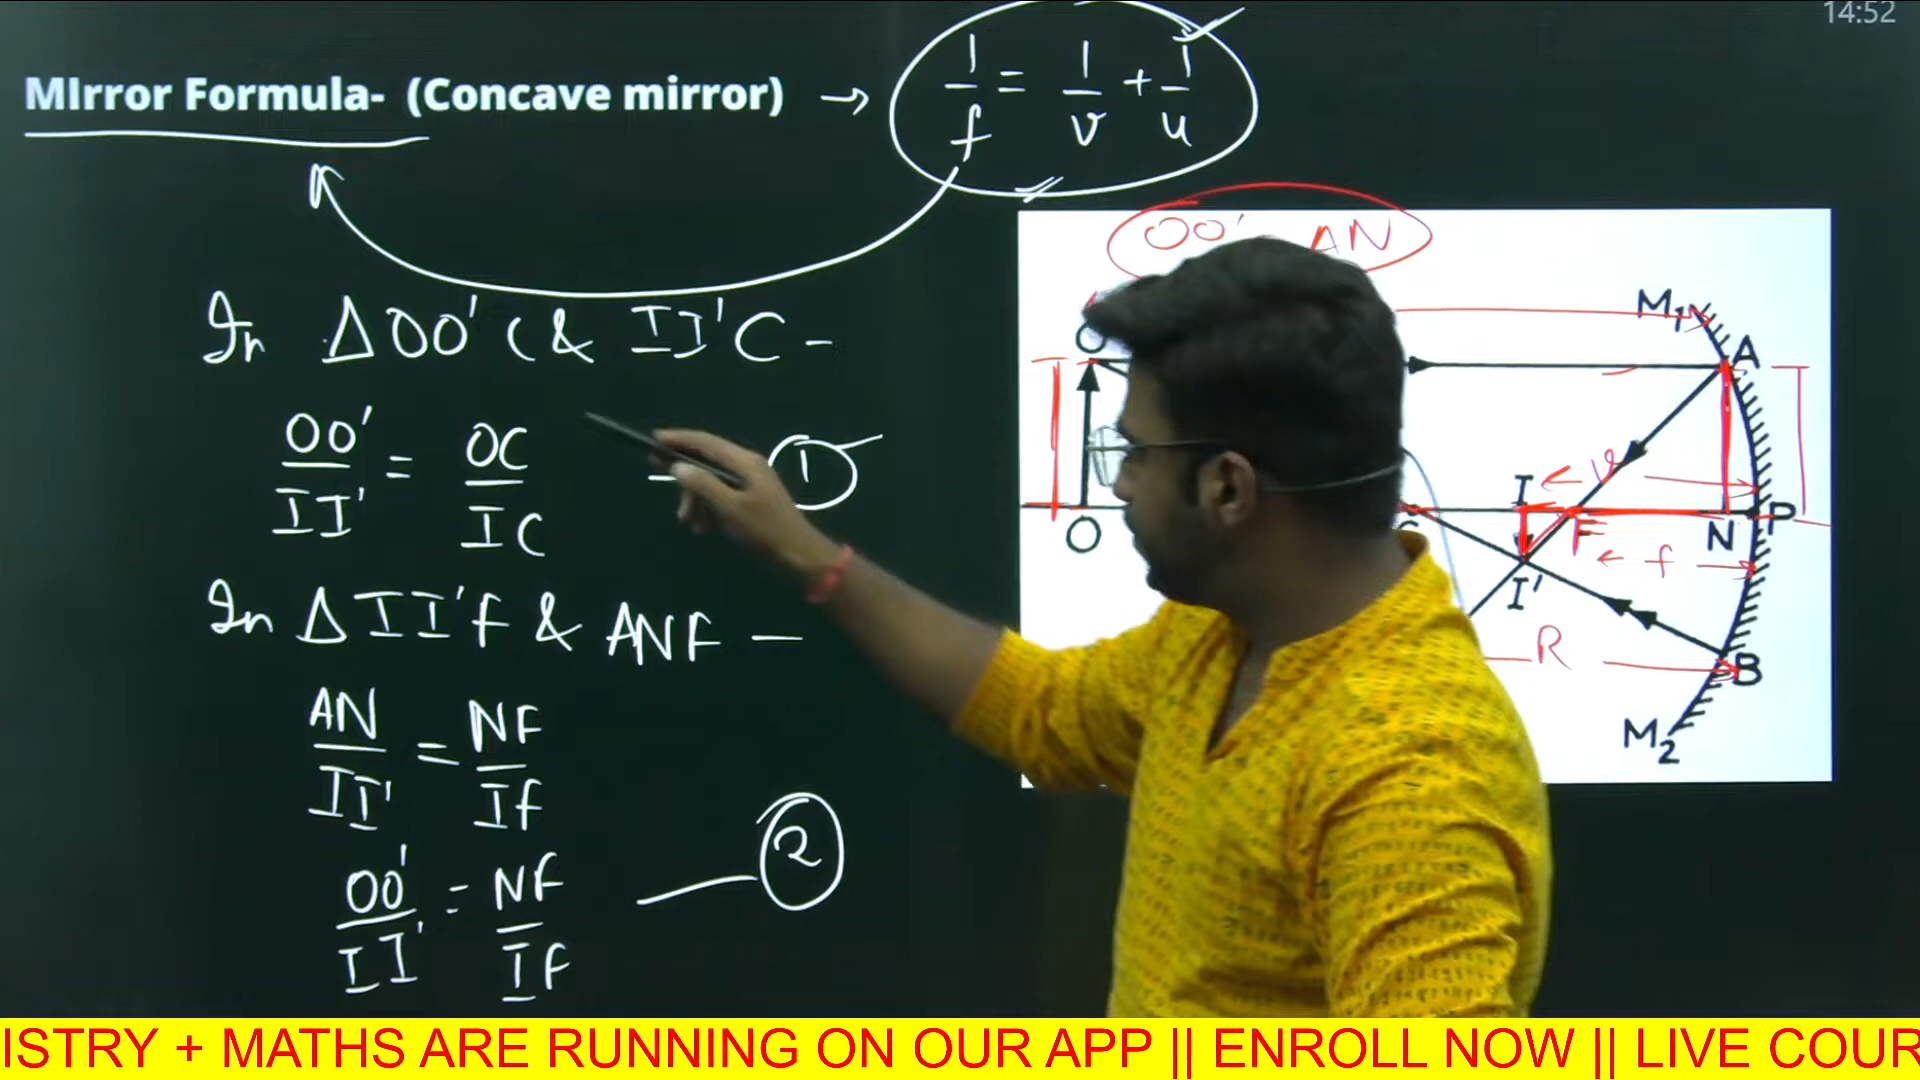 14:52
MIrror Formula- (Concave mirror) → 1/f = 1/v + 1/u
OO' AN
In ΔOO'C & II'C -
OO'/II' = OC/IC - 1
In ΔII'f & ANF -
AN/II' = NF/If
OO'/II' = NF/If — 2
M1
A
I
v
O
F
N
P
f
I'
R
B
M2
ISTRY + MATHS ARE RUNNING ON OUR APP || ENROLL NOW || LIVE COUR